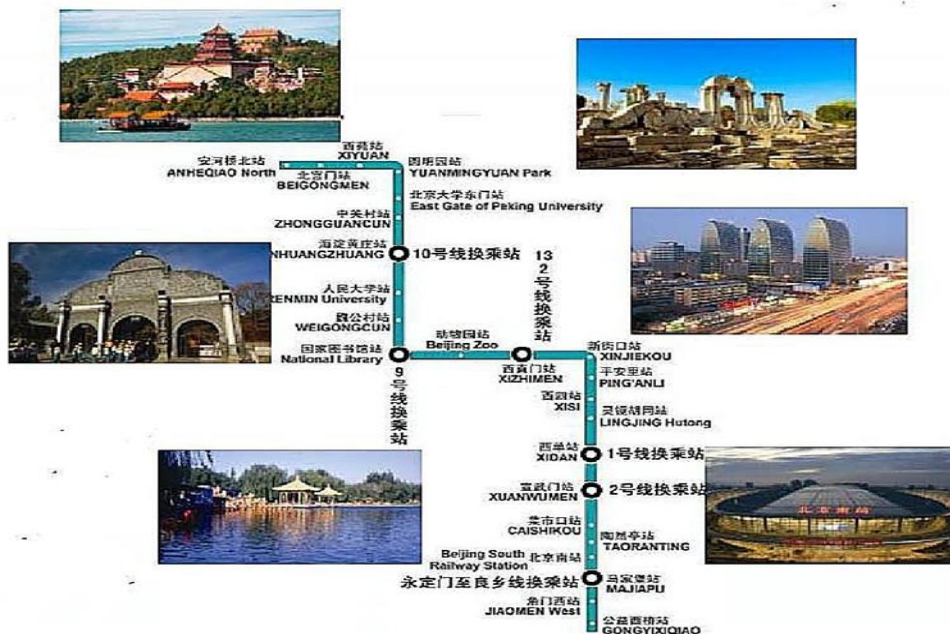 安河桥北站
ANHEQIAO North
北宫门站
BEIGONGMEN
西苑站
XIYUAN
圆明园站
YUANMINGYUAN Park
北京大学东门站
East Gate of Peking University
中关村站
ZHONGGUANCUN
海淀黄庄站
NHUANGZHUANG
10号线换乘站
人民大学站
RENMIN University
魏公村站
WEIGONGCUN
国家图书馆站
National Library
9号线换乘站
动物园站
Beijing Zoo
132号线换乘站
西直门站
XIZHIMEN
新街口站
XINJIEKOU
平安里站
PING'ANLI
西四站
XISI
灵镜胡同站
LINGJING Hutong
西单站
XIDAN
1号线换乘站
宣武门站
XUANWUMEN
2号线换乘站
菜市口站
CAISHIKOU
陶然亭站
TAORANTING
Beijing South
Railway Station
北京南站
北京南站
永定门至良乡线换乘站
马家堡站
MAJIAPU
角门西站
JIAOMEN West
公益西桥站
GONGYIXIQIAO